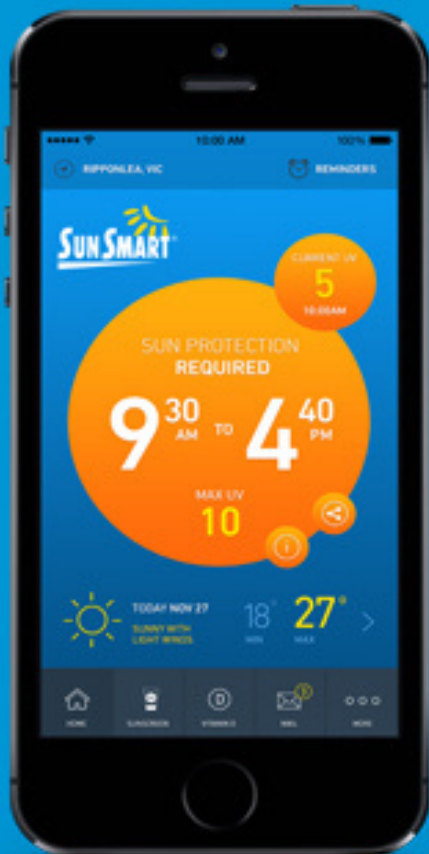 10:00 AM
100%
RIPPONLEA, VIC
REMINDERS
SUNSMART
CURRENT UV
5
10:00AM
SUN PROTECTION
REQUIRED
9 30 AM TO 4 40 PM
MAX UV
10
i
TODAY NOV 27
SUNNY WITH
LIGHT WINDS
18°
MIN
27°
MAX
HOME
SUNSCREEN
D
VITAMIN D
MAIL
MORE